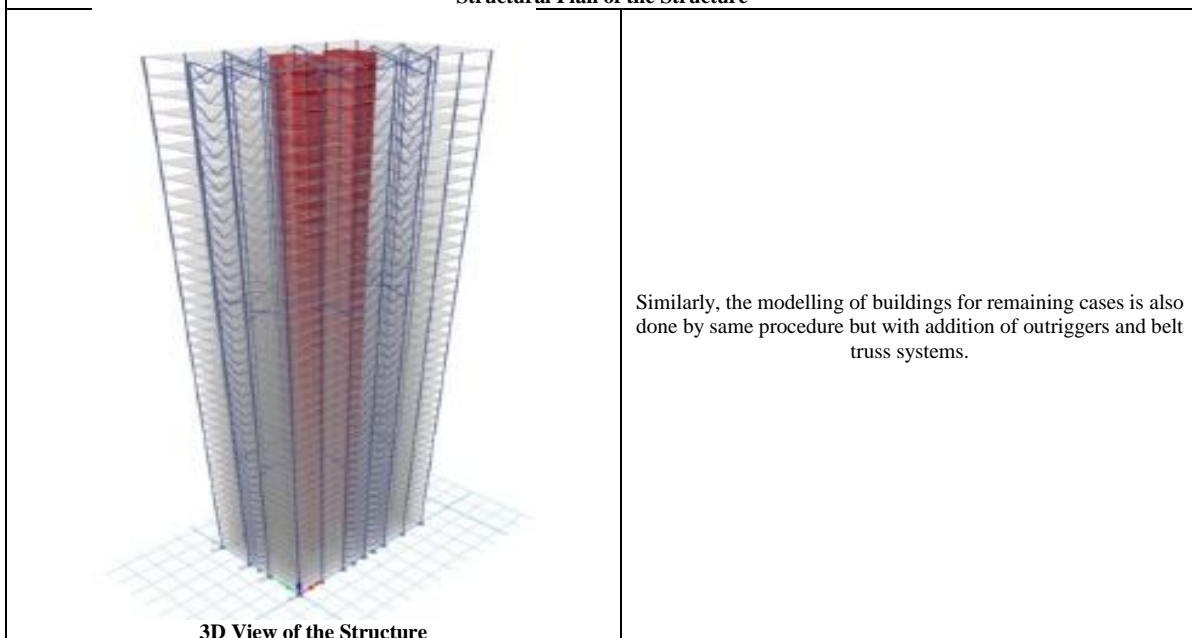 Structural Plan of the Structure
Similarly, the modelling of buildings for remaining cases is also
done by same procedure but with addition of outriggers and belt
truss systems.
3D View of the Structure